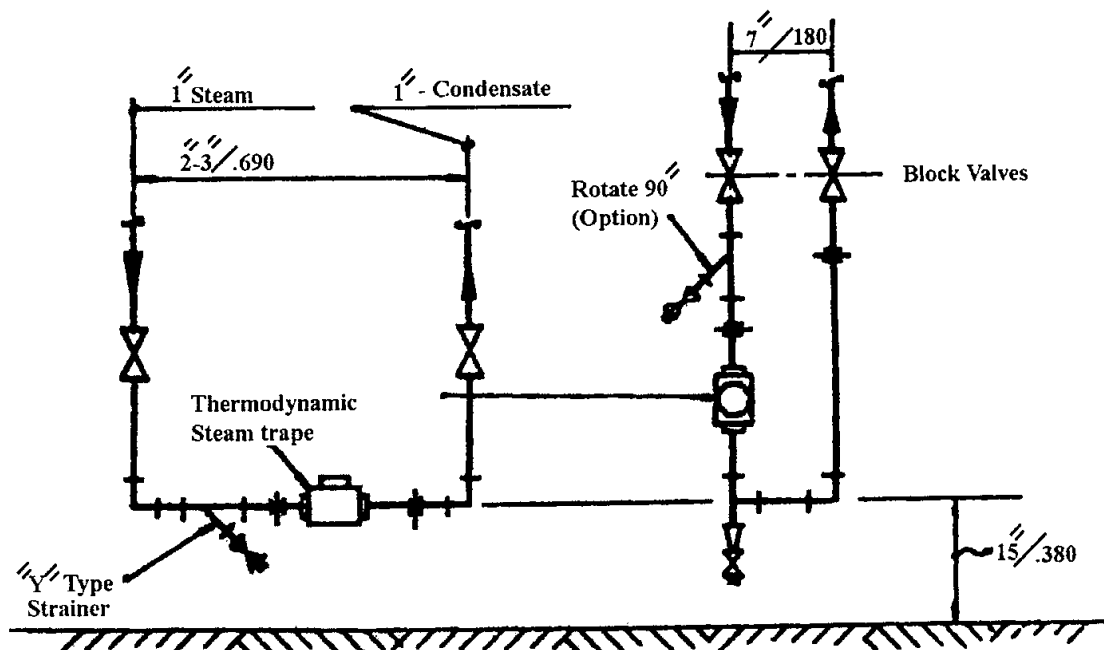 1″ Steam
1″ - Condensate
2″-3″/.690
7″/180
Block Valves
Rotate 90″
(Option)
Thermodynamic
Steam trape
″Y″ Type
Strainer
15″/.380